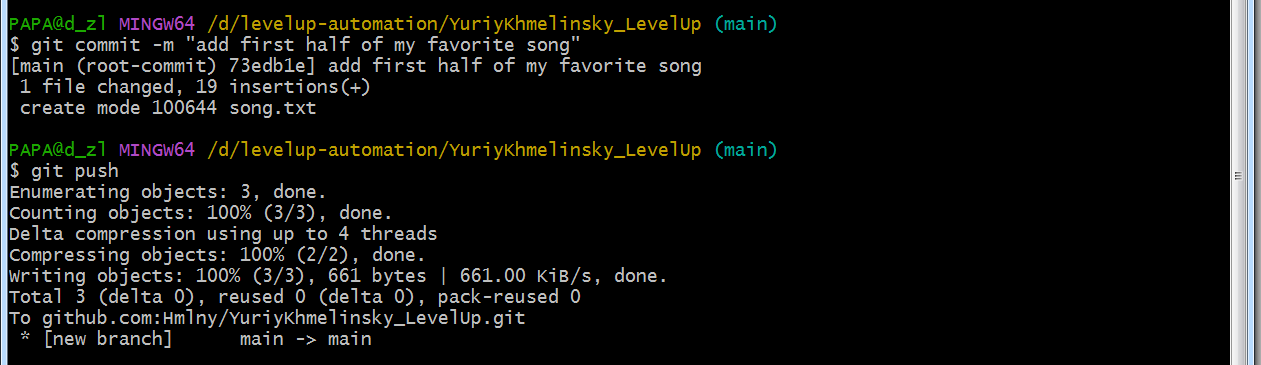 PAPA@d_zl MINGW64 /d/levelup-automation/YuriyKhmelinsky_LevelUp (main)
$ git commit -m "add first half of my favorite song"
[main (root-commit) 73edb1e] add first half of my favorite song
 1 file changed, 19 insertions(+)
 create mode 100644 song.txt

PAPA@d_zl MINGW64 /d/levelup-automation/YuriyKhmelinsky_LevelUp (main)
$ git push
Enumerating objects: 3, done.
Counting objects: 100% (3/3), done.
Delta compression using up to 4 threads
Compressing objects: 100% (2/2), done.
Writing objects: 100% (3/3), 661 bytes | 661.00 KiB/s, done.
Total 3 (delta 0), reused 0 (delta 0), pack-reused 0
To github.com:Hmlny/YuriyKhmelinsky_LevelUp.git
 * [new branch]      main -> main